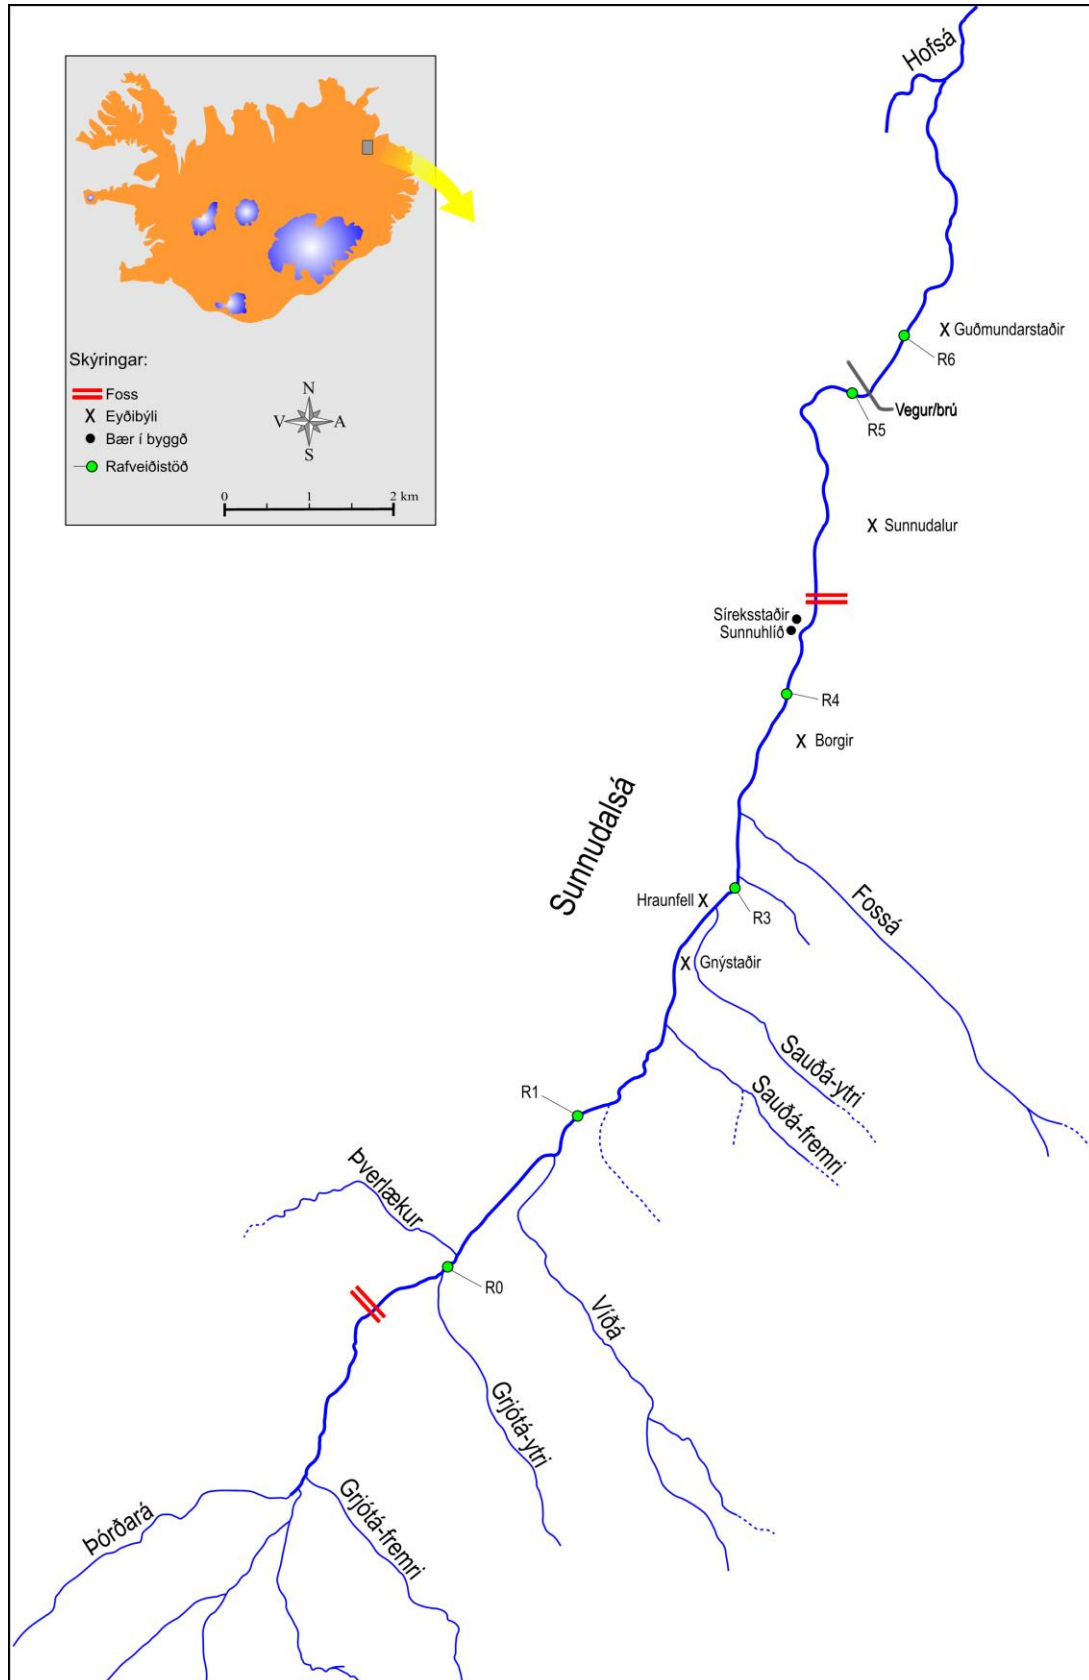 Hofsá
Guðmundarstaðir
R6
Vegur/brú
R5
Sunnudalur
Síreksstaðir
Sunnuhlíð
R4
Borgir
Sunnudalsá
Fossá
Hraunfell
R3
Gnýstaðir
Sauðá-ytri
Sauðá-fremri
R1
Þverlækur
R0
Víðá
Grjótá-ytri
Grjótá-fremri
Þórðará
Skýringar:
Foss
Eyðibýli
Bær í byggð
Rafveiðistöð
N
V
A
S
0
1
2 km